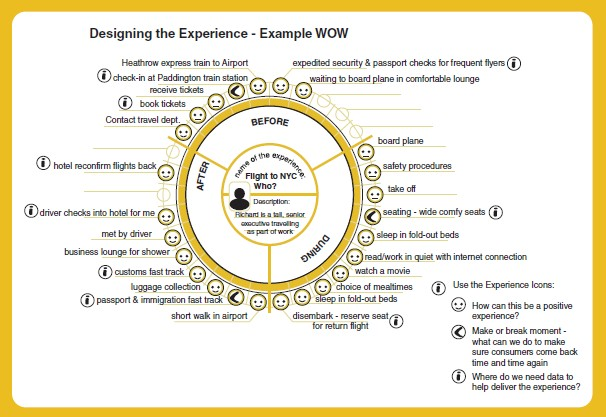 Designing the Experience - Example WOW
Heathrow express train to Airport
check-in at Paddington train station
receive tickets
book tickets
Contact travel dept.
hotel reconfirm flights back
driver checks into hotel for me
met by driver
business lounge for shower
customs fast track
luggage collection
passport & immigration fast track
short walk in airport
expedited security & passport checks for frequent flyers
waiting to board plane in comfortable lounge
board plane
safety procedures
take off
seating - wide comfy seats
sleep in fold-out beds
read/work in quiet with internet connection
watch a movie
choice of mealtimes
sleep in fold-out beds
disembark - reserve seat
for return flight
BEFORE
AFTER
DURING
name of the experience:
Flight to NYC
Who?
Description:
Richard is a tall, senior
executive travelling
as part of work
Use the Experience Icons:
How can this be a positive
experience?
Make or break moment -
what can we do to make
sure consumers come back
time and time again
Where do we need data to
help deliver the experience?